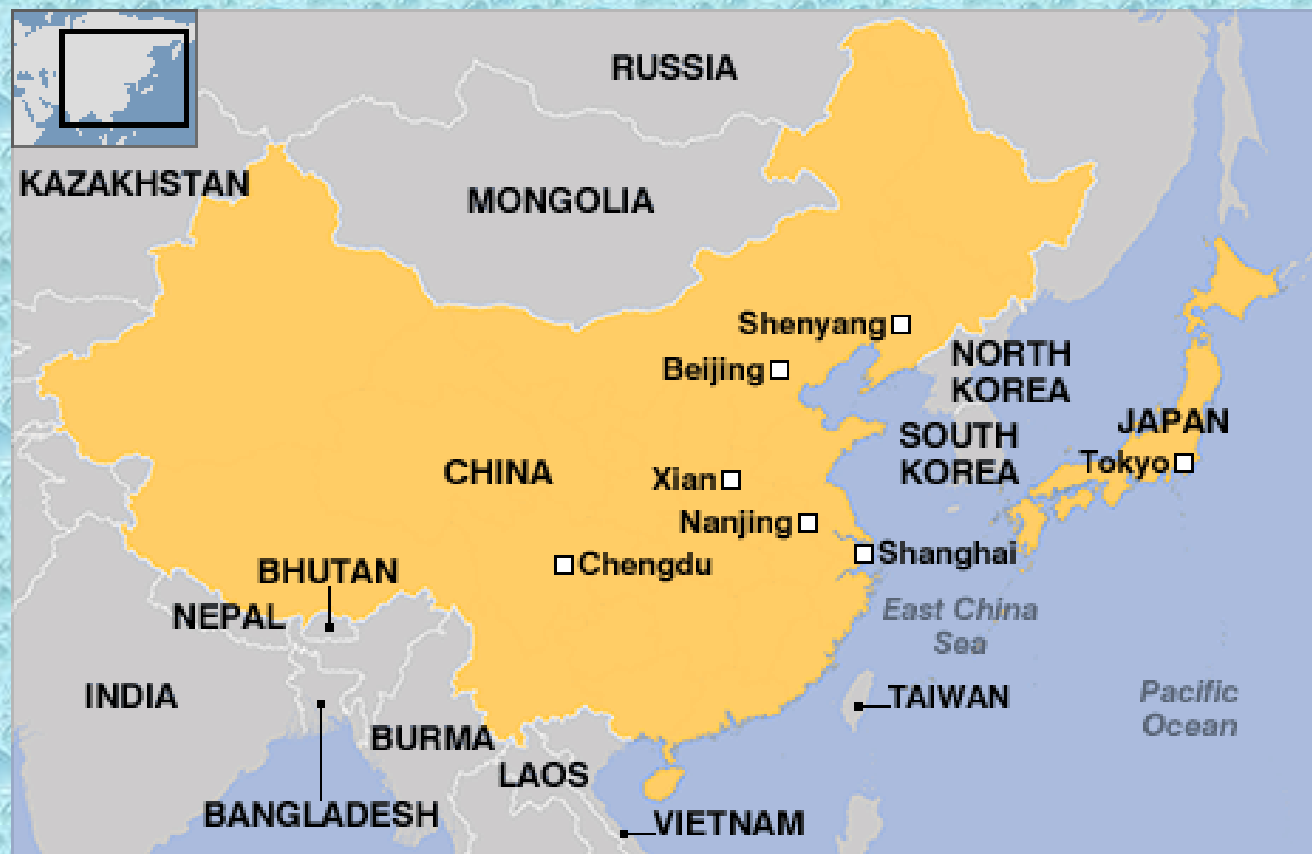 RUSSIA
KAZAKHSTAN
MONGOLIA
Shenyang
Beijing
NORTH
KOREA
JAPAN
SOUTH
KOREA
Tokyo
CHINA
Xian
Nanjing
Shanghai
Chengdu
BHUTAN
NEPAL
East China
Sea
INDIA
TAIWAN
Pacific
Ocean
BURMA
LAOS
BANGLADESH
VIETNAM